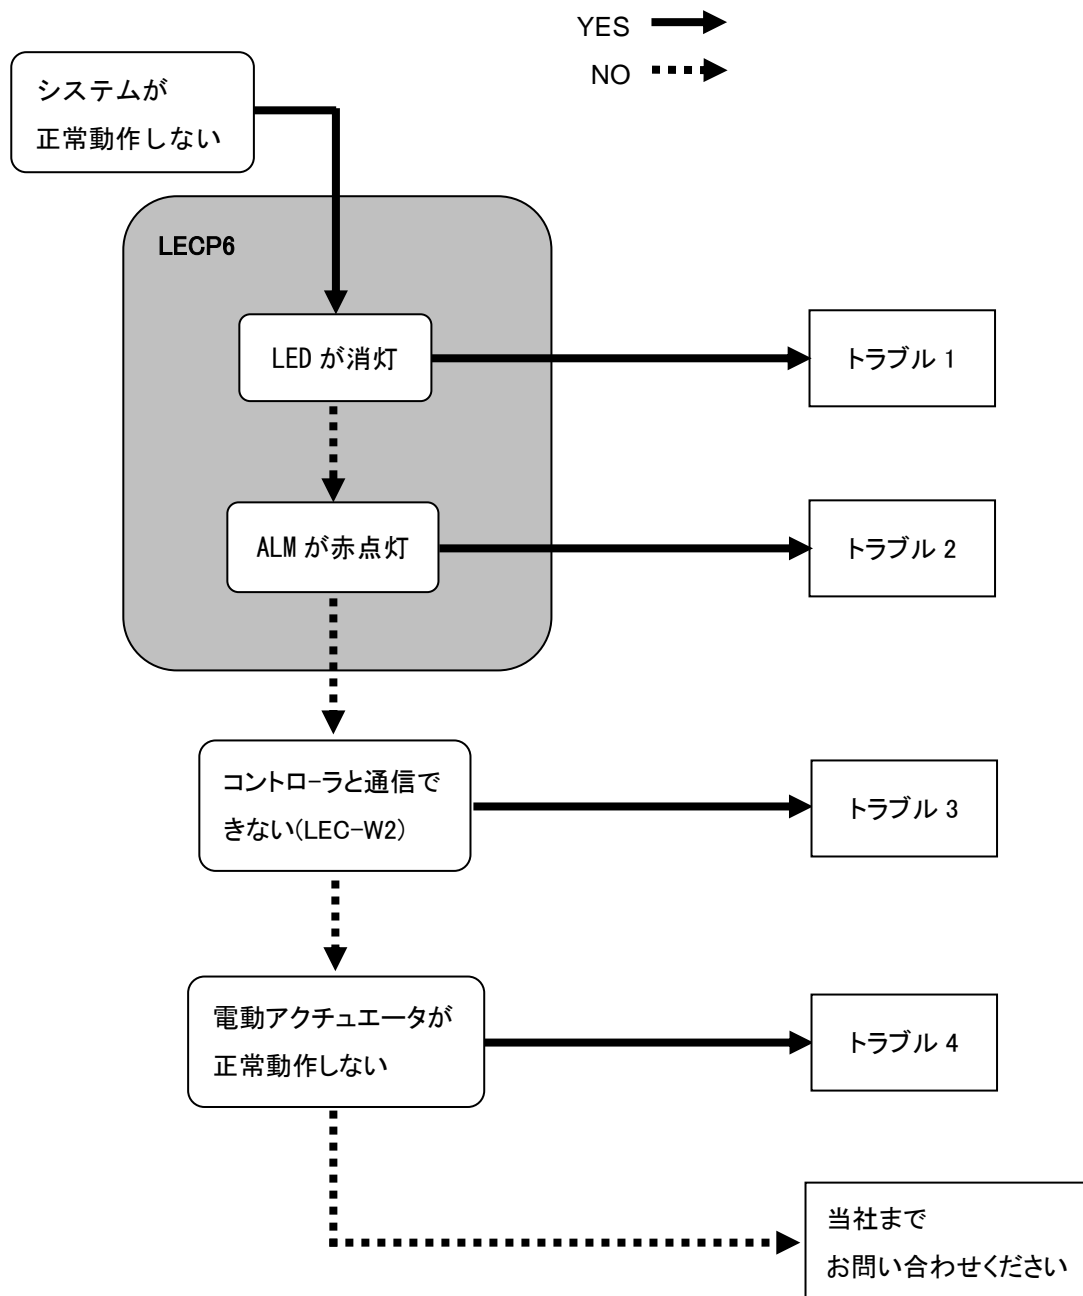 YES
NO
システムが
正常動作しない
LECP6
LED が消灯
トラブル 1
ALM が赤点灯
トラブル 2
コントロ-ラと通信で
きない(LEC-W2)
トラブル 3
電動アクチュエータが
正常動作しない
トラブル 4
当社まで
お問い合わせください